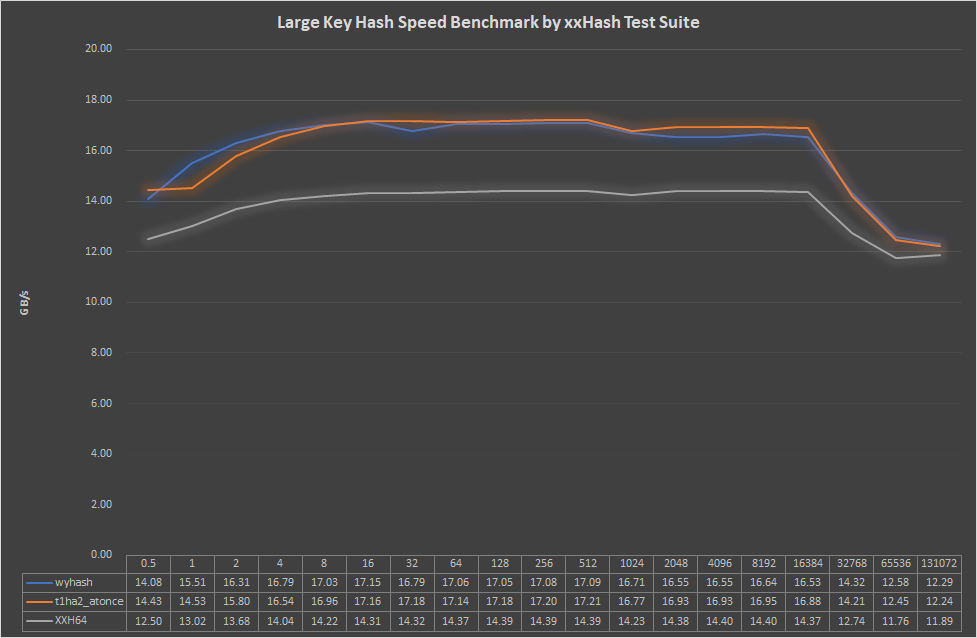 Large Key Hash Speed Benchmark by xxHash Test Suite
20.00
18.00
16.00
14.00
12.00
10.00
8.00
6.00
4.00
2.00
0.00
GB/s
0.5 1 2 4 8 16 32 64 128 256 512 1024 2048 4096 8192 16384 32768 65536 131072
wyhash 14.08 15.51 16.31 16.79 17.03 17.15 16.79 17.06 17.05 17.08 17.09 16.71 16.55 16.55 16.64 16.53 14.32 12.58 12.29
t1ha2_atonce 14.43 14.53 15.80 16.54 16.96 17.16 17.18 17.14 17.18 17.20 17.21 16.77 16.93 16.93 16.95 16.88 14.21 12.45 12.24
XXH64 12.50 13.02 13.68 14.04 14.22 14.31 14.32 14.37 14.39 14.39 14.39 14.23 14.38 14.40 14.40 14.37 12.74 11.76 11.89